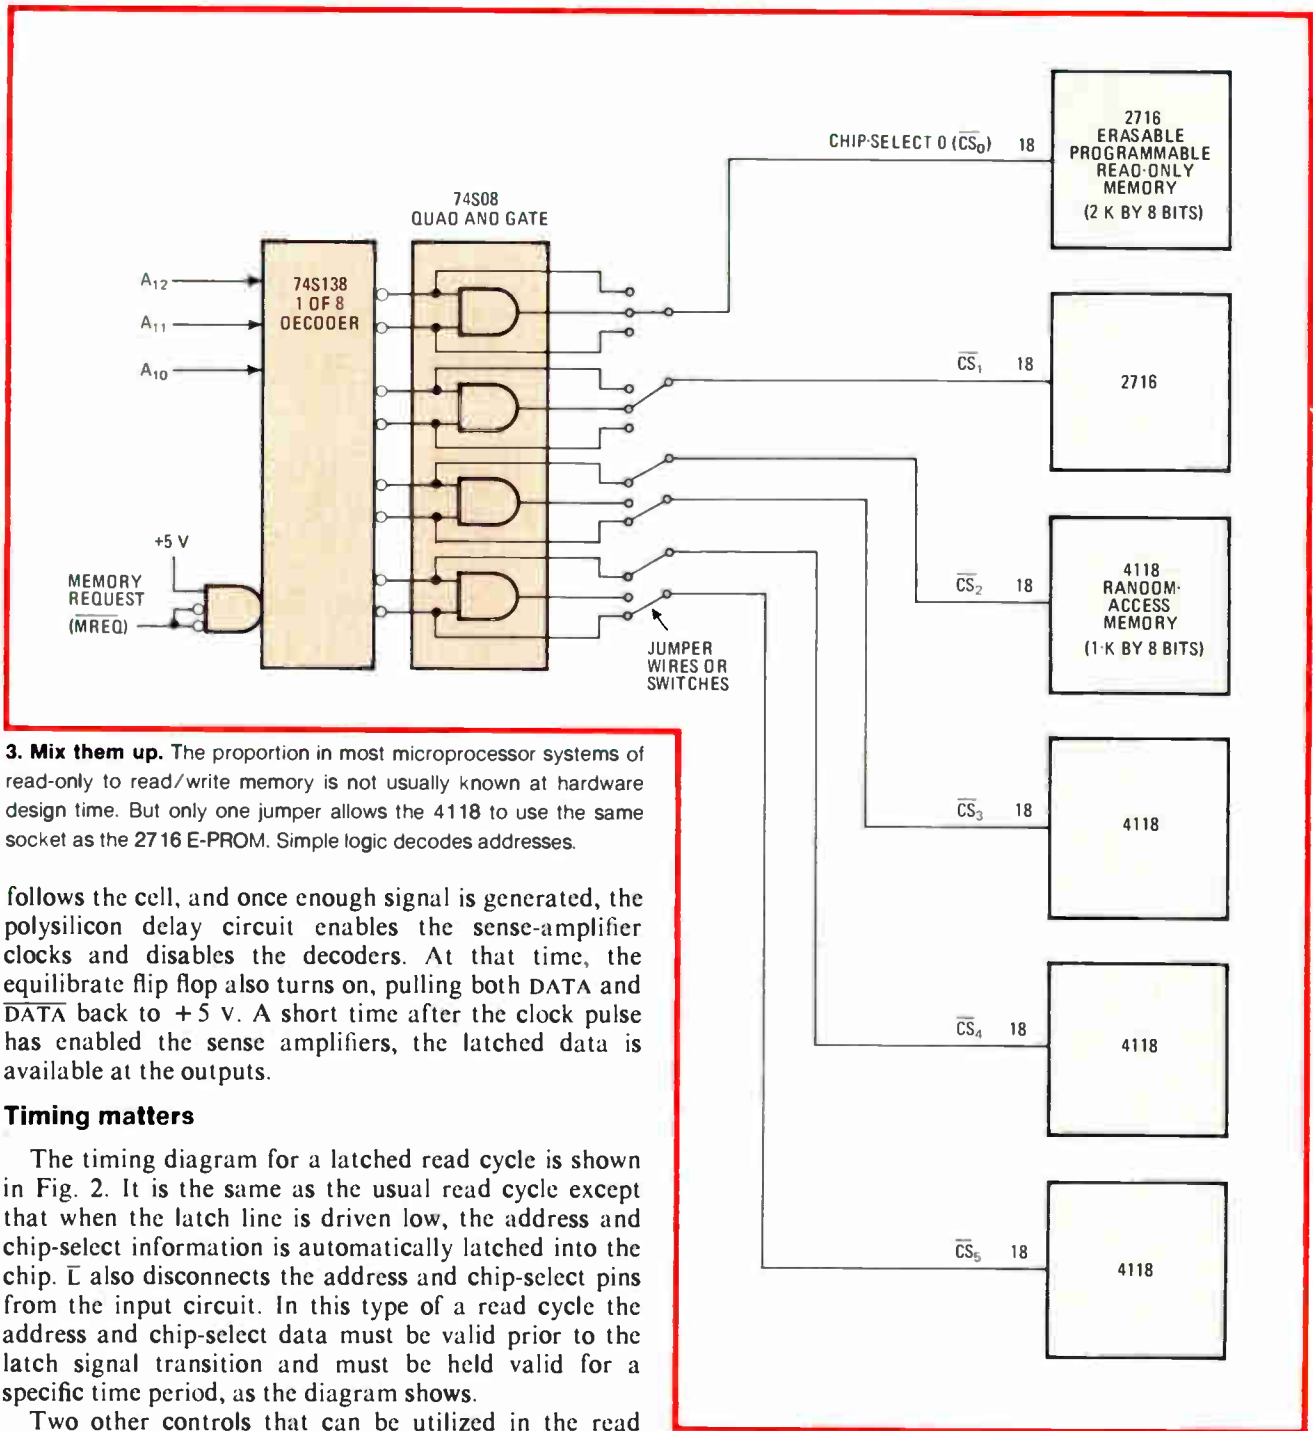 CHIP-SELECT 0 (C̅S̅₀) 18
2716
ERASABLE
PROGRAMMABLE
READ-ONLY
MEMORY
(2 K BY 8 BITS)
74S08
QUAD AND GATE
A₁₂
A₁₁
A₁₀
74S138
1 OF 8
DECODER
C̅S̅₁ 18
2716
+5 V
MEMORY
REQUEST
(M̅R̅E̅Q̅)
C̅S̅₂ 18
4118
RANDOM-
ACCESS
MEMORY
(1-K BY 8 BITS)
JUMPER
WIRES OR
SWITCHES
C̅S̅₃ 18
4118
C̅S̅₄ 18
4118
C̅S̅₅ 18
4118
3. Mix them up. The proportion in most microprocessor systems of
read-only to read/write memory is not usually known at hardware
design time. But only one jumper allows the 4118 to use the same
socket as the 2716 E-PROM. Simple logic decodes addresses.
follows the cell, and once enough signal is generated, the
polysilicon delay circuit enables the sense-amplifier
clocks and disables the decoders. At that time, the
equilibrate flip flop also turns on, pulling both DATA and
D̅A̅T̅A̅ back to +5 V. A short time after the clock pulse
has enabled the sense amplifiers, the latched data is
available at the outputs.
Timing matters
The timing diagram for a latched read cycle is shown
in Fig. 2. It is the same as the usual read cycle except
that when the latch line is driven low, the address and
chip-select information is automatically latched into the
chip. L̅ also disconnects the address and chip-select pins
from the input circuit. In this type of a read cycle the
address and chip-select data must be valid prior to the
latch signal transition and must be held valid for a
specific time period, as the diagram shows.
Two other controls that can be utilized in the read